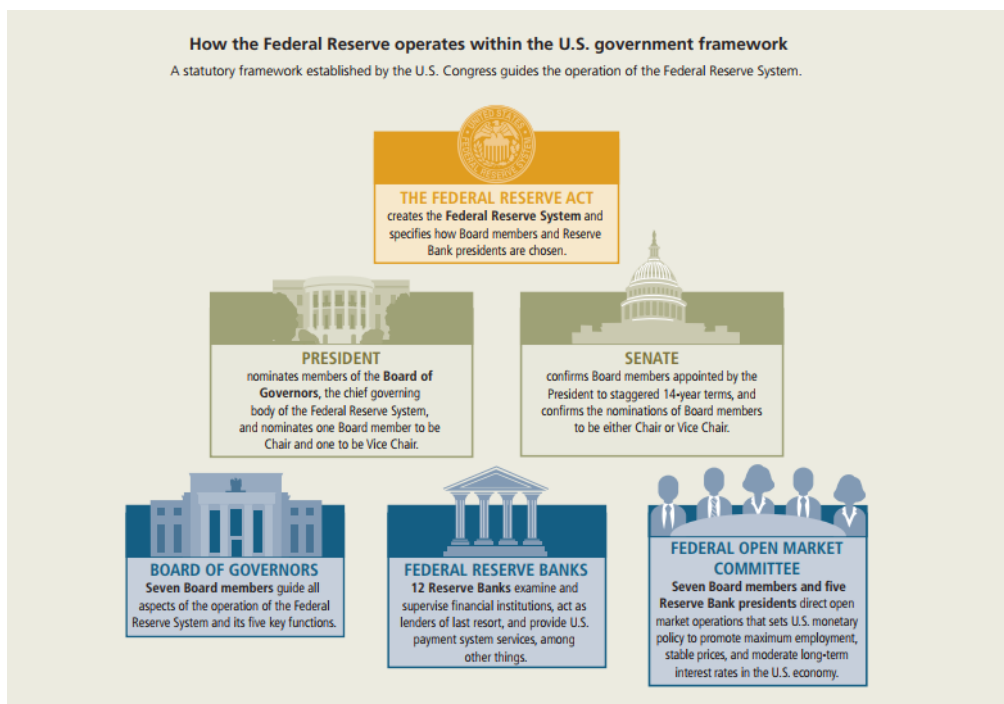 How the Federal Reserve operates within the U.S. government framework
A statutory framework established by the U.S. Congress guides the operation of the Federal Reserve System.
UNITED STATES
FEDERAL RESERVE SYSTEM
THE FEDERAL RESERVE ACT
creates the Federal Reserve System and
specifies how Board members and Reserve
Bank presidents are chosen.
PRESIDENT
nominates members of the Board of
Governors, the chief governing
body of the Federal Reserve System,
and nominates one Board member to be
Chair and one to be Vice Chair.
SENATE
confirms Board members appointed by the
President to staggered 14-year terms, and
confirms the nominations of Board members
to be either Chair or Vice Chair.
BOARD OF GOVERNORS
Seven Board members guide all
aspects of the operation of the Federal
Reserve System and its five key functions.
FEDERAL RESERVE BANKS
12 Reserve Banks examine and
supervise financial institutions, act as
lenders of last resort, and provide U.S.
payment system services, among
other things.
FEDERAL OPEN MARKET
COMMITTEE
Seven Board members and five
Reserve Bank presidents direct open
market operations that sets U.S. monetary
policy to promote maximum employment,
stable prices, and moderate long-term
interest rates in the U.S. economy.